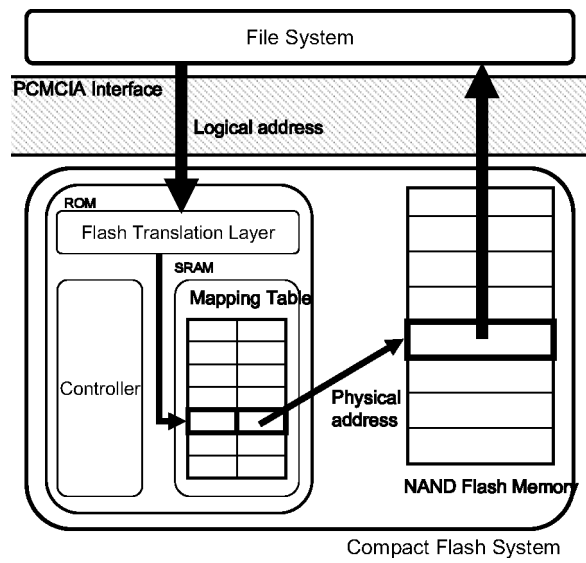 File System
PCMCIA Interface
Logical address
ROM
Flash Translation Layer
SRAM
Mapping Table
Controller
Physical
address
NAND Flash Memory
Compact Flash System